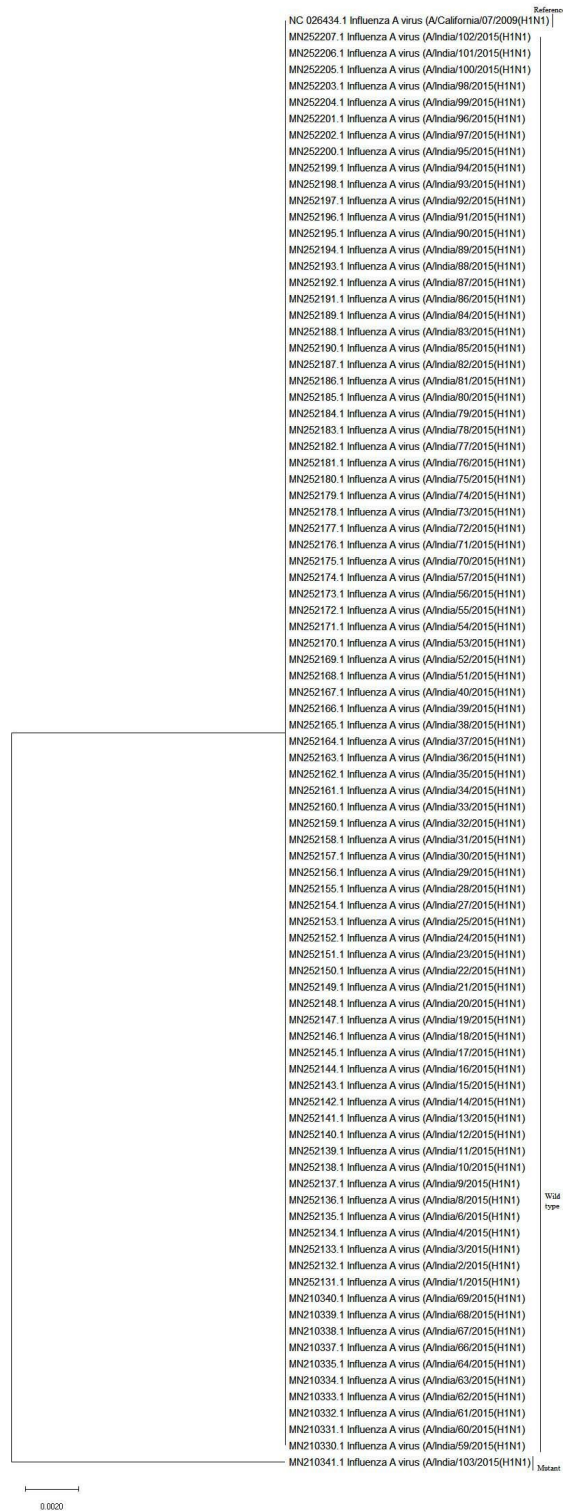 Reference
NC 026434.1 Influenza A virus (A/California/07/2009(H1N1)
MN252207.1 Influenza A virus (A/India/102/2015(H1N1)
MN252206.1 Influenza A virus (A/India/101/2015(H1N1)
MN252205.1 Influenza A virus (A/India/100/2015(H1N1)
MN252203.1 Influenza A virus (A/India/98/2015(H1N1)
MN252204.1 Influenza A virus (A/India/99/2015(H1N1)
MN252201.1 Influenza A virus (A/India/96/2015(H1N1)
MN252202.1 Influenza A virus (A/India/97/2015(H1N1)
MN252200.1 Influenza A virus (A/India/95/2015(H1N1)
MN252199.1 Influenza A virus (A/India/94/2015(H1N1)
MN252198.1 Influenza A virus (A/India/93/2015(H1N1)
MN252197.1 Influenza A virus (A/India/92/2015(H1N1)
MN252196.1 Influenza A virus (A/India/91/2015(H1N1)
MN252195.1 Influenza A virus (A/India/90/2015(H1N1)
MN252194.1 Influenza A virus (A/India/89/2015(H1N1)
MN252193.1 Influenza A virus (A/India/88/2015(H1N1)
MN252192.1 Influenza A virus (A/India/87/2015(H1N1)
MN252191.1 Influenza A virus (A/India/86/2015(H1N1)
MN252189.1 Influenza A virus (A/India/84/2015(H1N1)
MN252188.1 Influenza A virus (A/India/83/2015(H1N1)
MN252190.1 Influenza A virus (A/India/85/2015(H1N1)
MN252187.1 Influenza A virus (A/India/82/2015(H1N1)
MN252186.1 Influenza A virus (A/India/81/2015(H1N1)
MN252185.1 Influenza A virus (A/India/80/2015(H1N1)
MN252184.1 Influenza A virus (A/India/79/2015(H1N1)
MN252183.1 Influenza A virus (A/India/78/2015(H1N1)
MN252182.1 Influenza A virus (A/India/77/2015(H1N1)
MN252181.1 Influenza A virus (A/India/76/2015(H1N1)
MN252180.1 Influenza A virus (A/India/75/2015(H1N1)
MN252179.1 Influenza A virus (A/India/74/2015(H1N1)
MN252178.1 Influenza A virus (A/India/73/2015(H1N1)
MN252177.1 Influenza A virus (A/India/72/2015(H1N1)
MN252176.1 Influenza A virus (A/India/71/2015(H1N1)
MN252175.1 Influenza A virus (A/India/70/2015(H1N1)
MN252174.1 Influenza A virus (A/India/57/2015(H1N1)
MN252173.1 Influenza A virus (A/India/56/2015(H1N1)
MN252172.1 Influenza A virus (A/India/55/2015(H1N1)
MN252171.1 Influenza A virus (A/India/54/2015(H1N1)
MN252170.1 Influenza A virus (A/India/53/2015(H1N1)
MN252169.1 Influenza A virus (A/India/52/2015(H1N1)
MN252168.1 Influenza A virus (A/India/51/2015(H1N1)
MN252167.1 Influenza A virus (A/India/40/2015(H1N1)
MN252166.1 Influenza A virus (A/India/39/2015(H1N1)
MN252165.1 Influenza A virus (A/India/38/2015(H1N1)
MN252164.1 Influenza A virus (A/India/37/2015(H1N1)
MN252163.1 Influenza A virus (A/India/36/2015(H1N1)
MN252162.1 Influenza A virus (A/India/35/2015(H1N1)
MN252161.1 Influenza A virus (A/India/34/2015(H1N1)
MN252160.1 Influenza A virus (A/India/33/2015(H1N1)
MN252159.1 Influenza A virus (A/India/32/2015(H1N1)
MN252158.1 Influenza A virus (A/India/31/2015(H1N1)
MN252157.1 Influenza A virus (A/India/30/2015(H1N1)
MN252156.1 Influenza A virus (A/India/29/2015(H1N1)
MN252155.1 Influenza A virus (A/India/28/2015(H1N1)
MN252154.1 Influenza A virus (A/India/27/2015(H1N1)
MN252153.1 Influenza A virus (A/India/25/2015(H1N1)
MN252152.1 Influenza A virus (A/India/24/2015(H1N1)
MN252151.1 Influenza A virus (A/India/23/2015(H1N1)
MN252150.1 Influenza A virus (A/India/22/2015(H1N1)
MN252149.1 Influenza A virus (A/India/21/2015(H1N1)
MN252148.1 Influenza A virus (A/India/20/2015(H1N1)
MN252147.1 Influenza A virus (A/India/19/2015(H1N1)
MN252146.1 Influenza A virus (A/India/18/2015(H1N1)
MN252145.1 Influenza A virus (A/India/17/2015(H1N1)
MN252144.1 Influenza A virus (A/India/16/2015(H1N1)
MN252143.1 Influenza A virus (A/India/15/2015(H1N1)
MN252142.1 Influenza A virus (A/India/14/2015(H1N1)
MN252141.1 Influenza A virus (A/India/13/2015(H1N1)
MN252140.1 Influenza A virus (A/India/12/2015(H1N1)
MN252139.1 Influenza A virus (A/India/11/2015(H1N1)
MN252138.1 Influenza A virus (A/India/10/2015(H1N1)
MN252137.1 Influenza A virus (A/India/9/2015(H1N1)
MN252136.1 Influenza A virus (A/India/8/2015(H1N1)
Wild
type
MN252135.1 Influenza A virus (A/India/6/2015(H1N1)
MN252134.1 Influenza A virus (A/India/4/2015(H1N1)
MN252133.1 Influenza A virus (A/India/3/2015(H1N1)
MN252132.1 Influenza A virus (A/India/2/2015(H1N1)
MN252131.1 Influenza A virus (A/India/1/2015(H1N1)
MN210340.1 Influenza A virus (A/India/69/2015(H1N1)
MN210339.1 Influenza A virus (A/India/68/2015(H1N1)
MN210338.1 Influenza A virus (A/India/67/2015(H1N1)
MN210337.1 Influenza A virus (A/India/66/2015(H1N1)
MN210335.1 Influenza A virus (A/India/64/2015(H1N1)
MN210334.1 Influenza A virus (A/India/63/2015(H1N1)
MN210333.1 Influenza A virus (A/India/62/2015(H1N1)
MN210332.1 Influenza A virus (A/India/61/2015(H1N1)
MN210331.1 Influenza A virus (A/India/60/2015(H1N1)
MN210330.1 Influenza A virus (A/India/59/2015(H1N1)
MN210341.1 Influenza A virus (A/India/103/2015(H1N1)
Mutant
0.0020